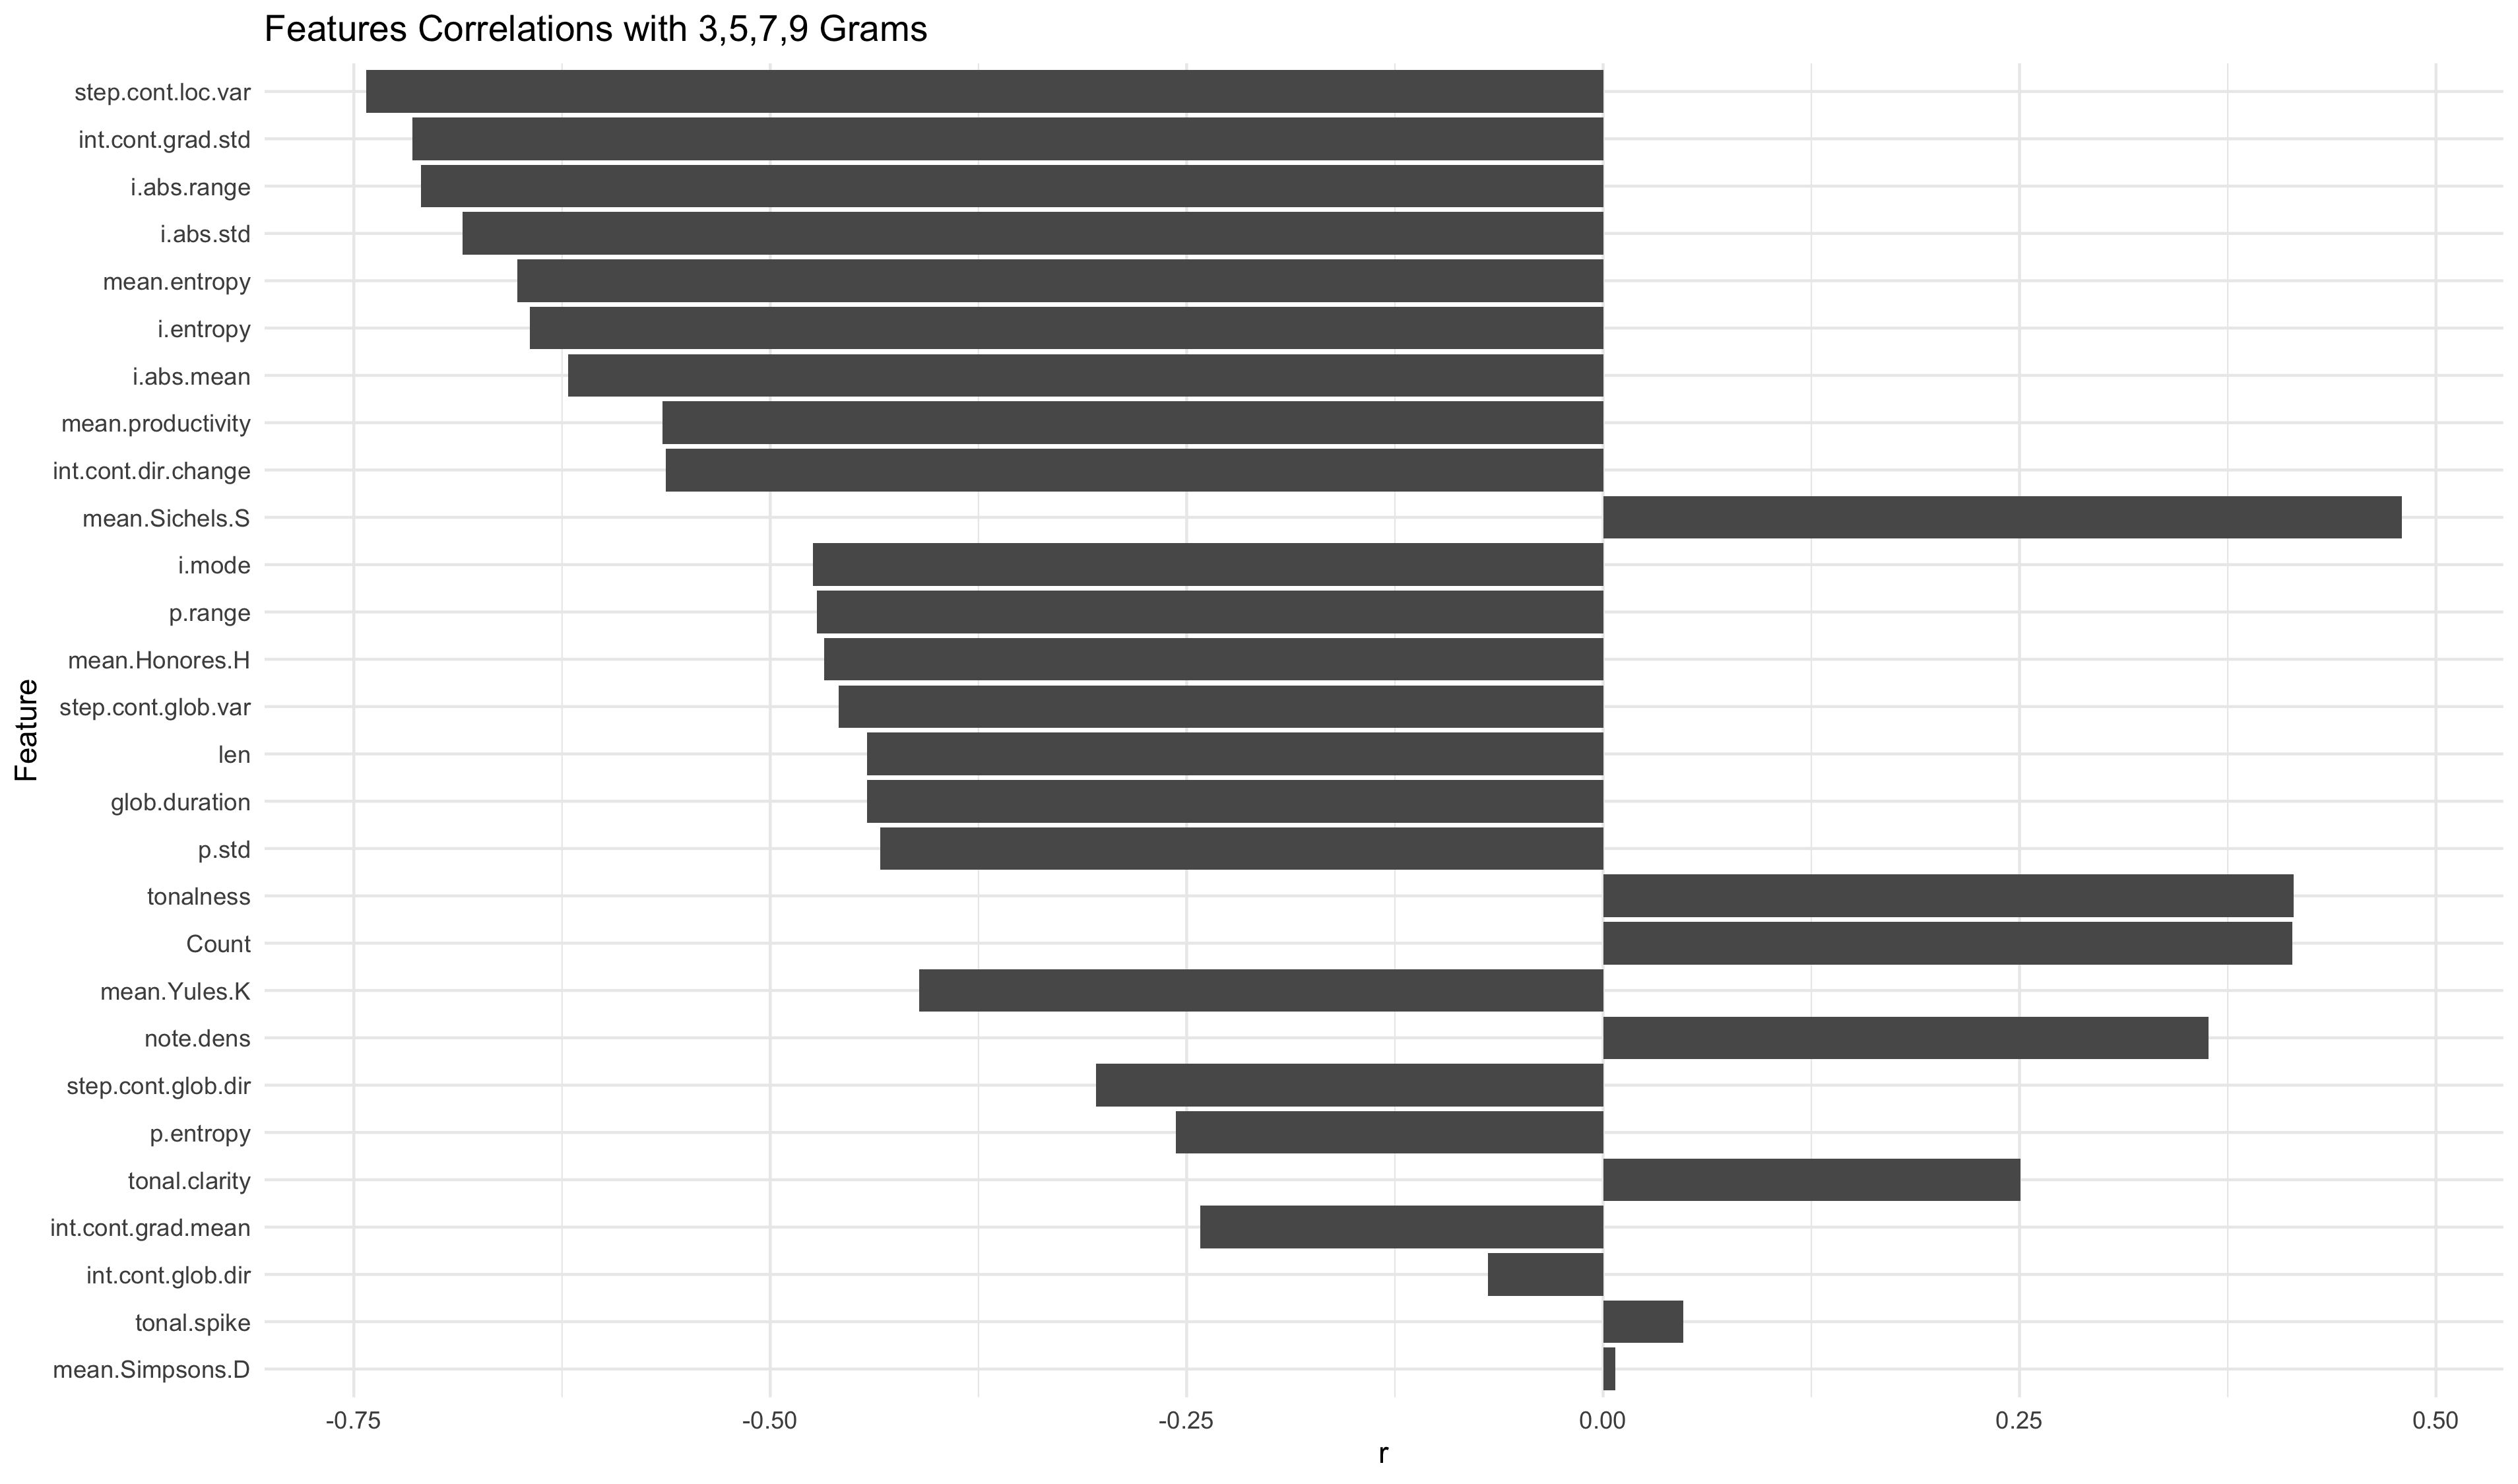 Features Correlations with 3,5,7,9 Grams
Feature
step.cont.loc.var
int.cont.grad.std
i.abs.range
i.abs.std
mean.entropy
i.entropy
i.abs.mean
mean.productivity
int.cont.dir.change
mean.Sichels.S
i.mode
p.range
mean.Honores.H
step.cont.glob.var
len
glob.duration
p.std
tonalness
Count
mean.Yules.K
note.dens
step.cont.glob.dir
p.entropy
tonal.clarity
int.cont.grad.mean
int.cont.glob.dir
tonal.spike
mean.Simpsons.D
-0.75 -0.50 -0.25 0.00 0.25 0.50
r